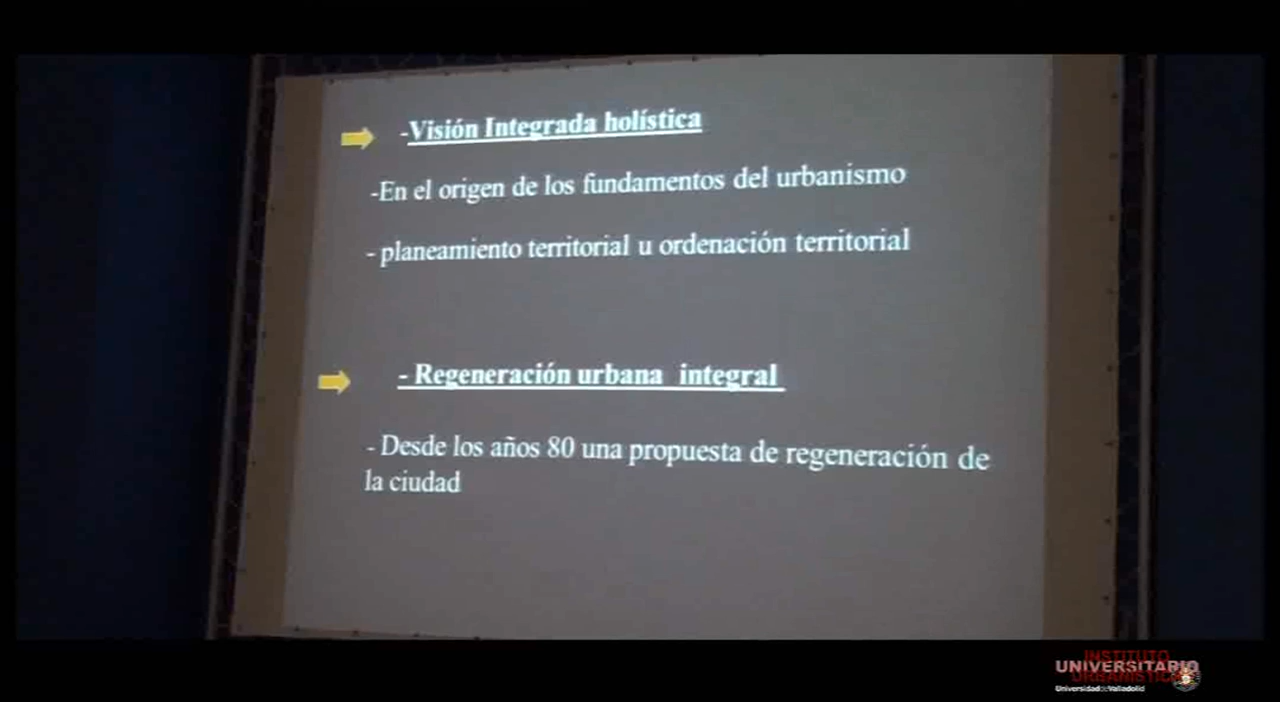 -Visión Integrada holística
-En el origen de los fundamentos del urbanismo
- planeamiento territorial u ordenación territorial
- Regeneración urbana integral
- Desde los años 80 una propuesta de regeneración de
la ciudad
INSTITUTO
UNIVERSITARIO
URBANÍSTICA
Universidad de Valladolid